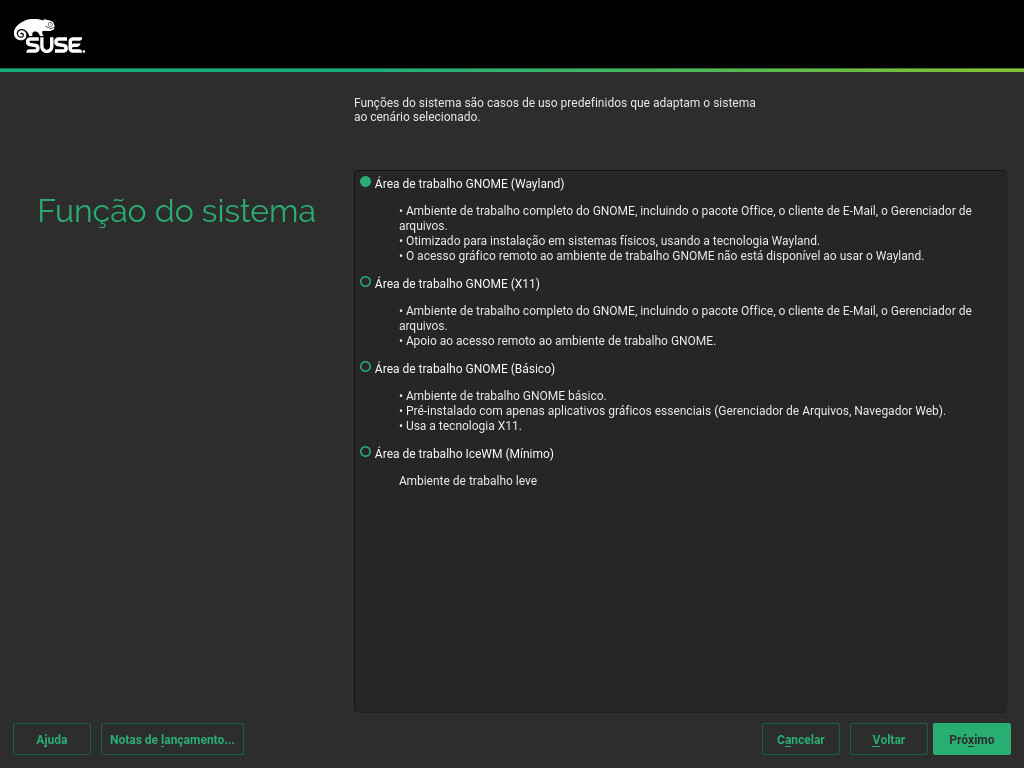 SUSE
Funções do sistema são casos de uso predefinidos que adaptam o sistema
ao cenário selecionado.
Função do sistema
Área de trabalho GNOME (Wayland)
• Ambiente de trabalho completo do GNOME, incluindo o pacote Office, o cliente de E-Mail, o Gerenciador de
arquivos.
• Otimizado para instalação em sistemas físicos, usando a tecnologia Wayland.
• O acesso gráfico remoto ao ambiente de trabalho GNOME não está disponível ao usar o Wayland.
Área de trabalho GNOME (X11)
• Ambiente de trabalho completo do GNOME, incluindo o pacote Office, o cliente de E-Mail, o Gerenciador de
arquivos.
• Apoio ao acesso remoto ao ambiente de trabalho GNOME.
Área de trabalho GNOME (Básico)
• Ambiente de trabalho GNOME básico.
• Pré-instalado com apenas aplicativos gráficos essenciais (Gerenciador de Arquivos, Navegador Web).
• Usa a tecnologia X11.
Área de trabalho IceWM (Mínimo)
Ambiente de trabalho leve
Ajuda
Notas de lançamento...
Cancelar
Voltar
Próximo